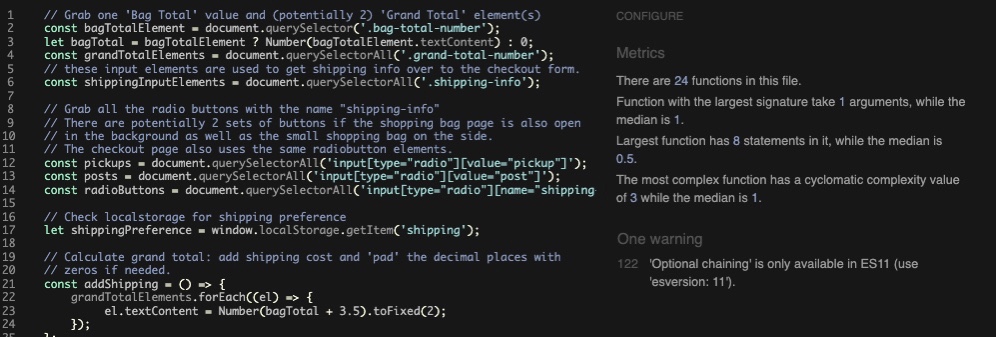 1 // Grab one 'Bag Total' value and (potentially 2) 'Grand Total' element(s)
2 const bagTotalElement = document.querySelector('.bag-total-number');
3 let bagTotal = bagTotalElement ? Number(bagTotalElement.textContent) : 0;
4 const grandTotalElements = document.querySelectorAll('.grand-total-number');
5 // these input elements are used to get shipping info over to the checkout form.
6 const shippingInputElements = document.querySelectorAll('.shipping-info');
7
8 // Grab all the radio buttons with the name "shipping-info"
9 // There are potentially 2 sets of buttons if the shopping bag page is also open
10 // in the background as well as the small shopping bag on the side.
11 // The checkout page also uses the same radiobutton elements.
12 const pickups = document.querySelectorAll('input[type="radio"][value="pickup"]');
13 const posts = document.querySelectorAll('input[type="radio"][value="post"]');
14 const radioButtons = document.querySelectorAll('input[type="radio"][name="shipping
15
16 // Check localstorage for shipping preference
17 let shippingPreference = window.localStorage.getItem('shipping');
18
19 // Calculate grand total: add shipping cost and 'pad' the decimal places with
20 // zeros if needed.
21 const addShipping = () => {
22 grandTotalElements.forEach((el) => {
23 el.textContent = Number(bagTotal + 3.5).toFixed(2);
24 });
CONFIGURE
Metrics
There are 24 functions in this file.
Function with the largest signature take 1 arguments, while the
median is 1.
Largest function has 8 statements in it, while the median is
0.5.
The most complex function has a cyclomatic complexity value
of 3 while the median is 1.
One warning
122 'Optional chaining' is only available in ES11 (use
'esversion: 11').